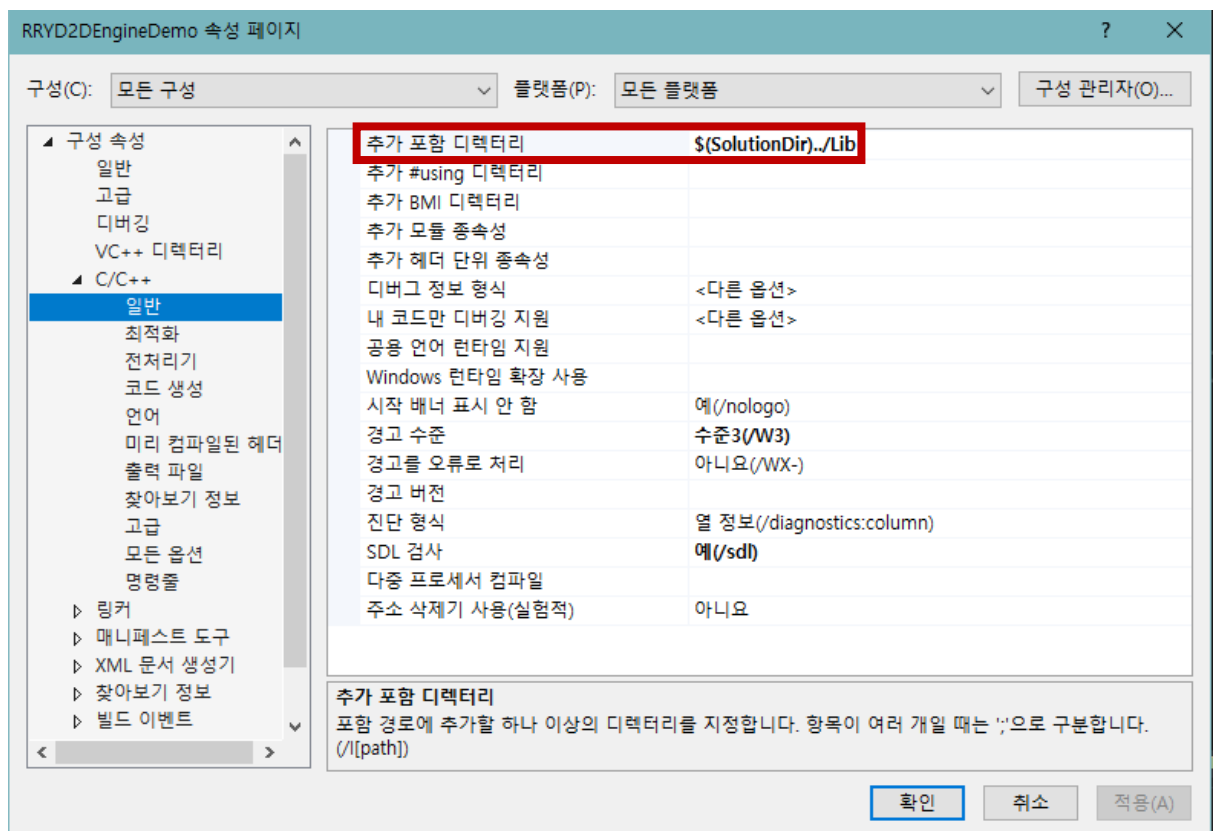 RRYD2DEngineDemo 속성 페이지 ?
구성(C): 모든 구성 플랫폼(P): 모든 플랫폼 구성 관리자(O)...
구성 속성
일반
고급
디버깅
VC++ 디렉터리
C/C++
일반
최적화
전처리기
코드 생성
언어
미리 컴파일된 헤더
출력 파일
찾아보기 정보
고급
모든 옵션
명령줄
링커
매니페스트 도구
XML 문서 생성기
찾아보기 정보
빌드 이벤트
추가 포함 디렉터리 $(SolutionDir)../Lib
추가 #using 디렉터리
추가 BMI 디렉터리
추가 모듈 종속성
추가 헤더 단위 종속성
디버그 정보 형식 <다른 옵션>
내 코드만 디버깅 지원 <다른 옵션>
공용 언어 런타임 지원
Windows 런타임 확장 사용
시작 배너 표시 안 함 예(/nologo)
경고 수준 수준3(/W3)
경고를 오류로 처리 아니요(/WX-)
경고 버전
진단 형식 열 정보(/diagnostics:column)
SDL 검사 예(/sdl)
다중 프로세서 컴파일
주소 삭제기 사용(실험적) 아니요
추가 포함 디렉터리
포함 경로에 추가할 하나 이상의 디렉터리를 지정합니다. 항목이 여러 개일 때는 ';'으로 구분합니다.
(/I[path])
확인 취소 적용(A)